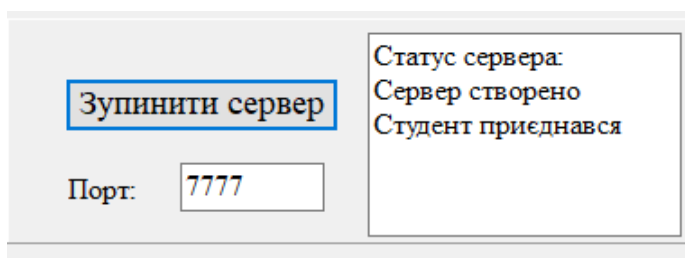 Зупинити сервер
Порт: 7777
Статус сервера:
Сервер створено
Студент приєднався